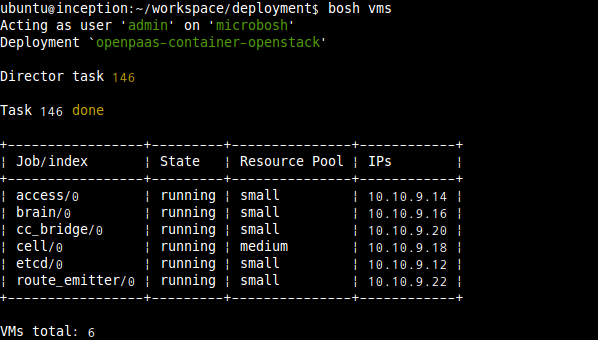 ubuntu@inception:~/workspace/deployment$ bosh vms
Acting as user 'admin' on 'microbosh'
Deployment `openpaas-container-openstack'
Director task 146
Task 146 done
+-----------------+---------+---------------+------------+
| Job/index       | State   | Resource Pool | IPs        |
+-----------------+---------+---------------+------------+
| access/0        | running | small         | 10.10.9.14 |
| brain/0         | running | small         | 10.10.9.16 |
| cc_bridge/0     | running | small         | 10.10.9.20 |
| cell/0          | running | medium        | 10.10.9.18 |
| etcd/0          | running | small         | 10.10.9.12 |
| route_emitter/0 | running | small         | 10.10.9.22 |
+-----------------+---------+---------------+------------+
VMs total: 6